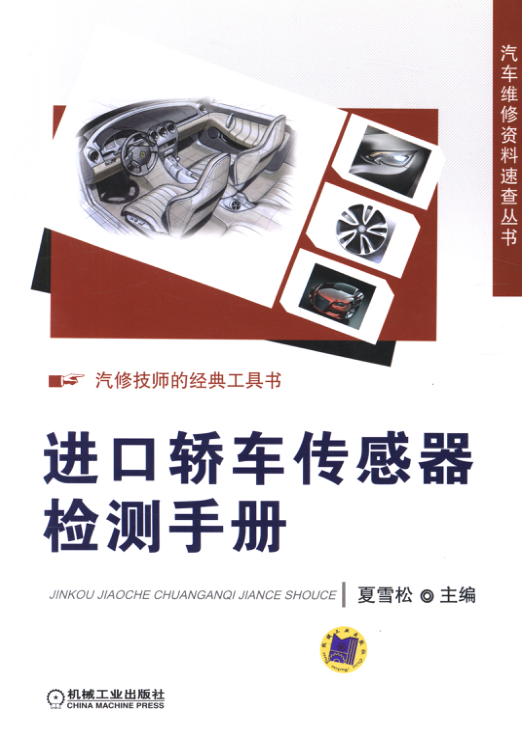 汽车维修资料速查丛书
汽修技师的经典工具书
进口轿车传感器
检测手册
JINKOU JIAOCHE CHUANGANQI JIANCE SHOUCE
夏雪松 主编
机械工业出版社
CHINA MACHINE PRESS